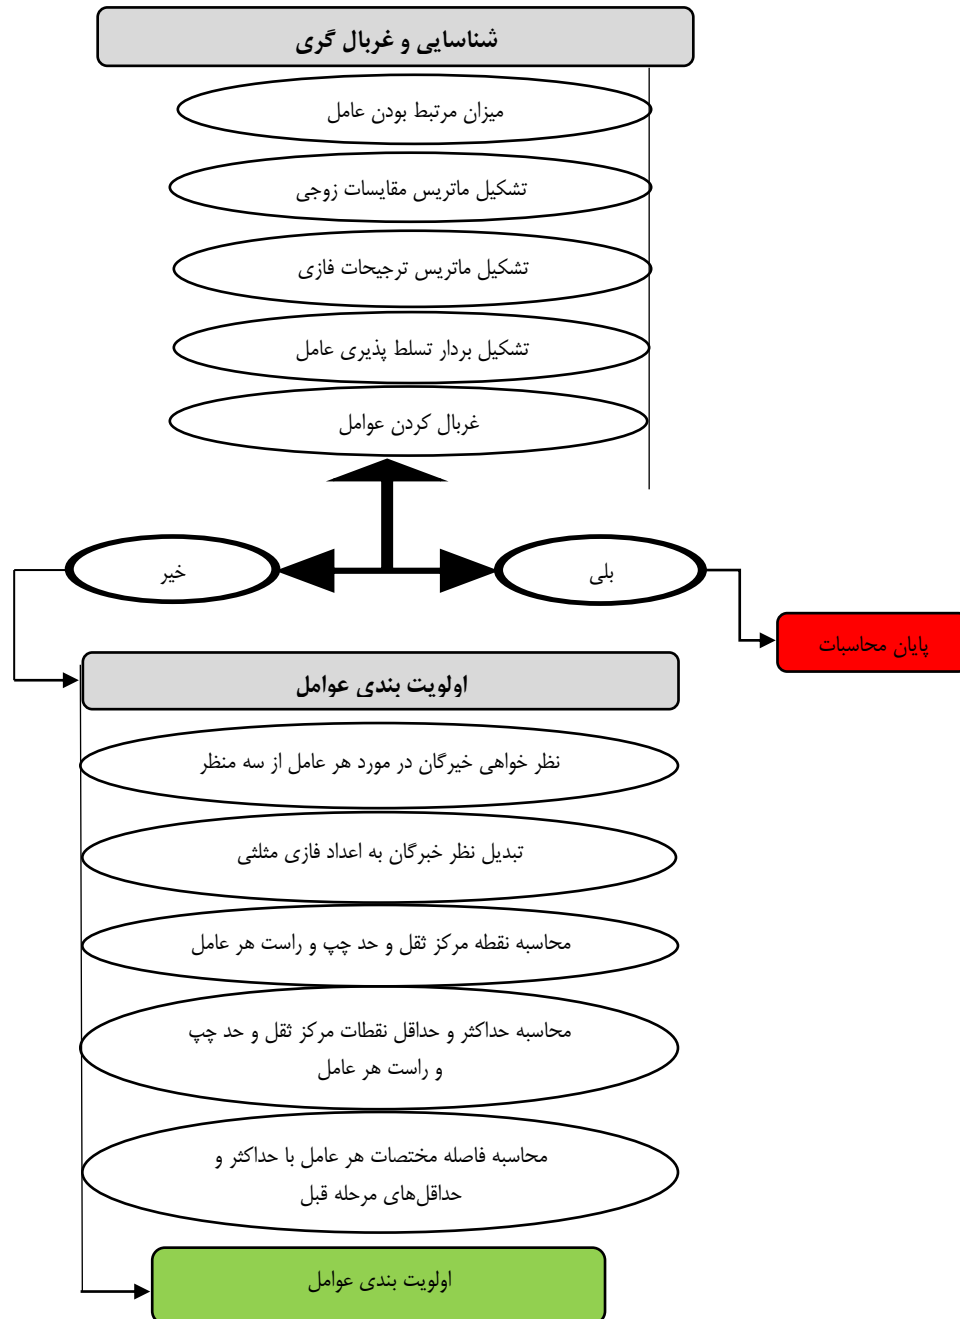 شناسایی و غربال گری
میزان مرتبط بودن عامل
تشکیل ماتریس مقایسات زوجی
تشکیل ماتریس ترجیحات فازی
تشکیل بردار تسلط پذیری عامل
غربال کردن عوامل
بلی
خیر
پایان محاسبات
اولویت بندی عوامل
نظر خواهی خیرگان در مورد هر عامل از سه منظر
تبدیل نظر خبرگان به اعداد فازی مثلثی
محاسبه نقطه مرکز ثقل و حد چپ و راست هر عامل
محاسبه حداکثر و حداقل نقطات مرکز ثقل و حد چپ
و راست هر عامل
محاسبه فاصله مختصات هر عامل با حداکثر و
حداقل‌های مرحله قبل
اولویت بندی عوامل